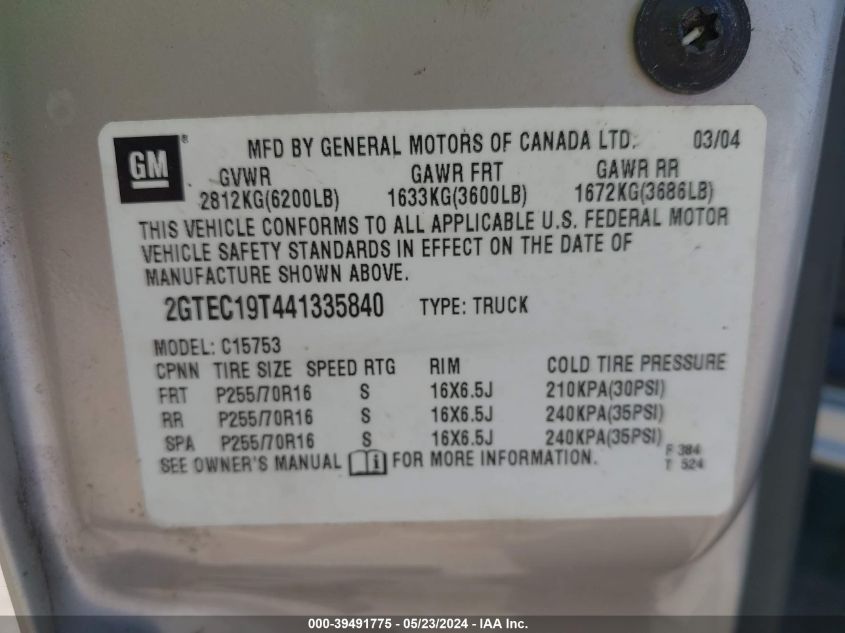 MFD BY GENERAL MOTORS OF CANADA LTD. 03/04
GM®
GVWR GAWR FRT GAWR RR
2812KG(6200LB) 1633KG(3600LB) 1672KG(3686LB)
THIS VEHICLE CONFORMS TO ALL APPLICABLE U.S. FEDERAL MOTOR
VEHICLE SAFETY STANDARDS IN EFFECT ON THE DATE OF
MANUFACTURE SHOWN ABOVE.
2GTEC19T441335840 TYPE: TRUCK
MODEL: C15753
CPNN TIRE SIZE SPEED RTG RIM COLD TIRE PRESSURE
FRT P255/70R16 S 16X6.5J 210KPA(30PSI)
RR P255/70R16 S 16X6.5J 240KPA(35PSI)
SPA P255/70R16 S 16X6.5J 240KPA(35PSI)
SEE OWNER'S MANUAL i FOR MORE INFORMATION.
F 384
T 524
000-39491775 - 05/23/2024 - IAA Inc.